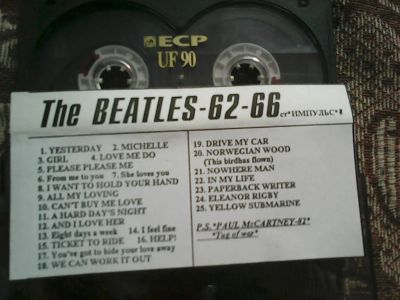 ECP
UF 90
The BEATLES-62-66 ст*ИМПУЛЬС*
1. YESTERDAY 2. MICHELLE
3. GIRL 4. LOVE ME DO
5. PLEASE PLEASE ME
6. From me to you 7. She loves you
8. I WANT TO HOLD YOUR HAND
9. ALL MY LOVING
10. CAN'T BUY ME LOVE
11. A HARD DAY'S NIGHT
12. AND I LOVE HER
13. Eight days a week 14. I feel fine
15. TICKET TO RIDE 16. HELP!
17. You've got to hide your love away
18. WE CAN WORK IT OUT
19. DRIVE MY CAR
20. NORWEGIAN WOOD
(This birdhas flown)
21. NOWHERE MAN
22. IN MY LIFE
23. PAPERBACK WRITER
24. ELEANOR RIGBY
25. YELLOW SUBMARINE
P.S.*PAUL McCARTNEY-82*
*Tug of war*